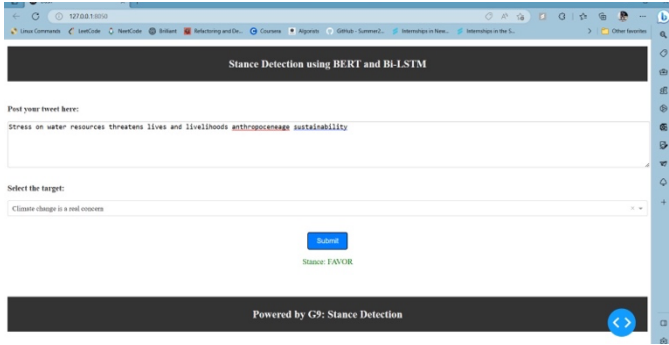 127.0.0.1:8050
Linux Commands LeetCode NeetCode Brilliant Refactoring and De... Coursera Algoexis GitHub - Summer2... Internships in New... Internships in the S... Other favorites
Stance Detection using BERT and Bi-LSTM
Post your tweet here:
Stress on water resources threatens lives and livelihoods anthropoceneage sustainability
Select the target:
Climate change is a real concern
Submit
Stance: FAVOR
Powered by G9: Stance Detection